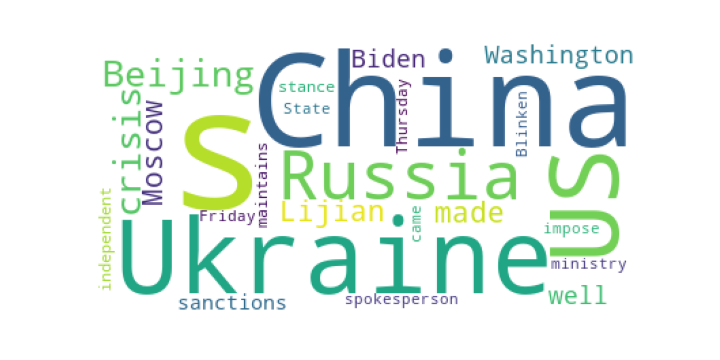 Biden
Washington
China
Beijing
stance
State
Thursday
Blinken
crisis
Moscow
s
Russia
us
maintains
independent
Friday
Lijian
made
came
Ukraine
impose
ministry
sanctions
spokesperson
well